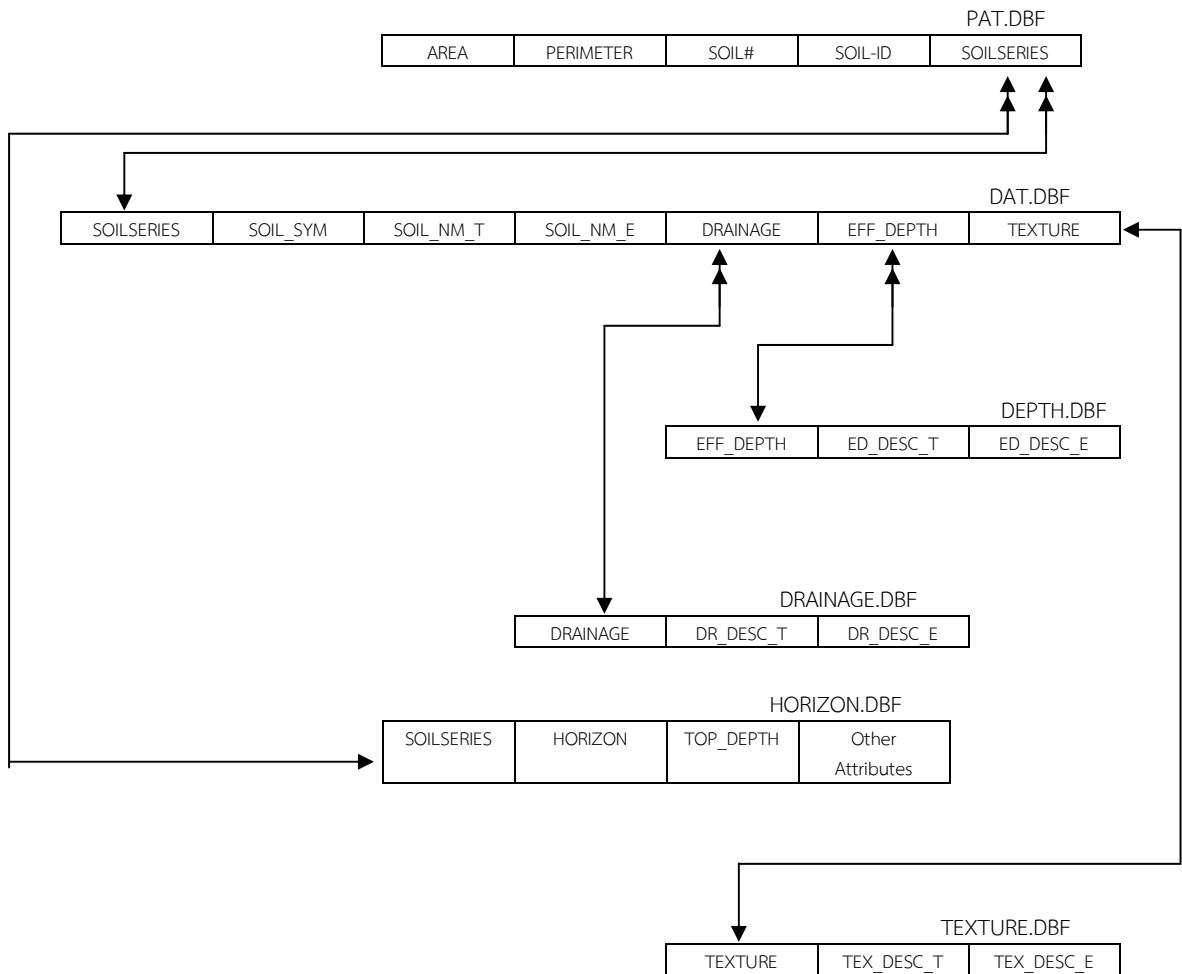 PAT.DBF
AREA PERIMETER SOIL# SOIL-ID SOILSERIES
DAT.DBF
SOILSERIES SOIL_SYM SOIL_NM_T SOIL_NM_E DRAINAGE EFF_DEPTH TEXTURE
DEPTH.DBF
EFF_DEPTH ED_DESC_T ED_DESC_E
DRAINAGE.DBF
DRAINAGE DR_DESC_T DR_DESC_E
HORIZON.DBF
SOILSERIES HORIZON TOP_DEPTH Other
Attributes
TEXTURE.DBF
TEXTURE TEX_DESC_T TEX_DESC_E